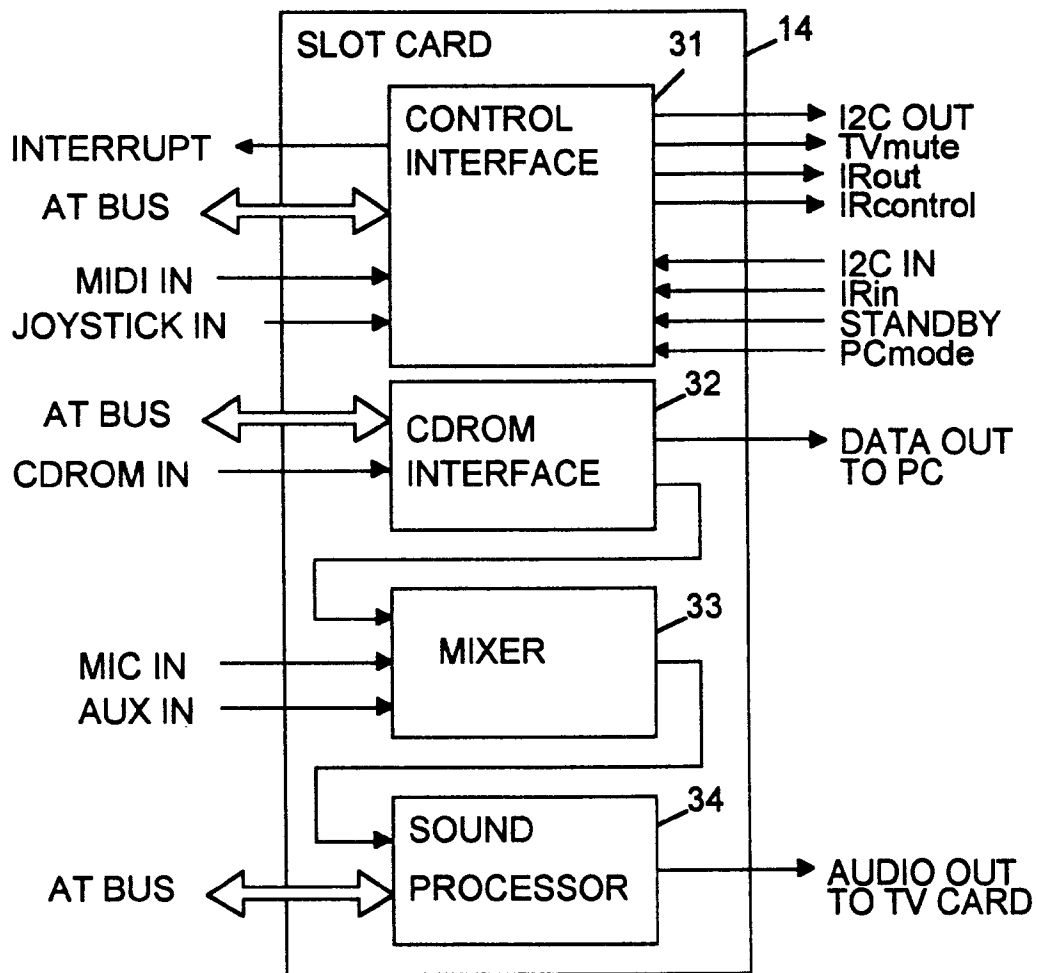 SLOT CARD
14
31
CONTROL
INTERFACE
INTERRUPT
AT BUS
MIDI IN
JOYSTICK IN
I2C OUT
TVmute
IRout
IRcontrol
I2C IN
IRin
STANDBY
PCmode
32
CDROM
INTERFACE
AT BUS
CDROM IN
DATA OUT
TO PC
33
MIXER
MIC IN
AUX IN
34
SOUND
PROCESSOR
AT BUS
AUDIO OUT
TO TV CARD